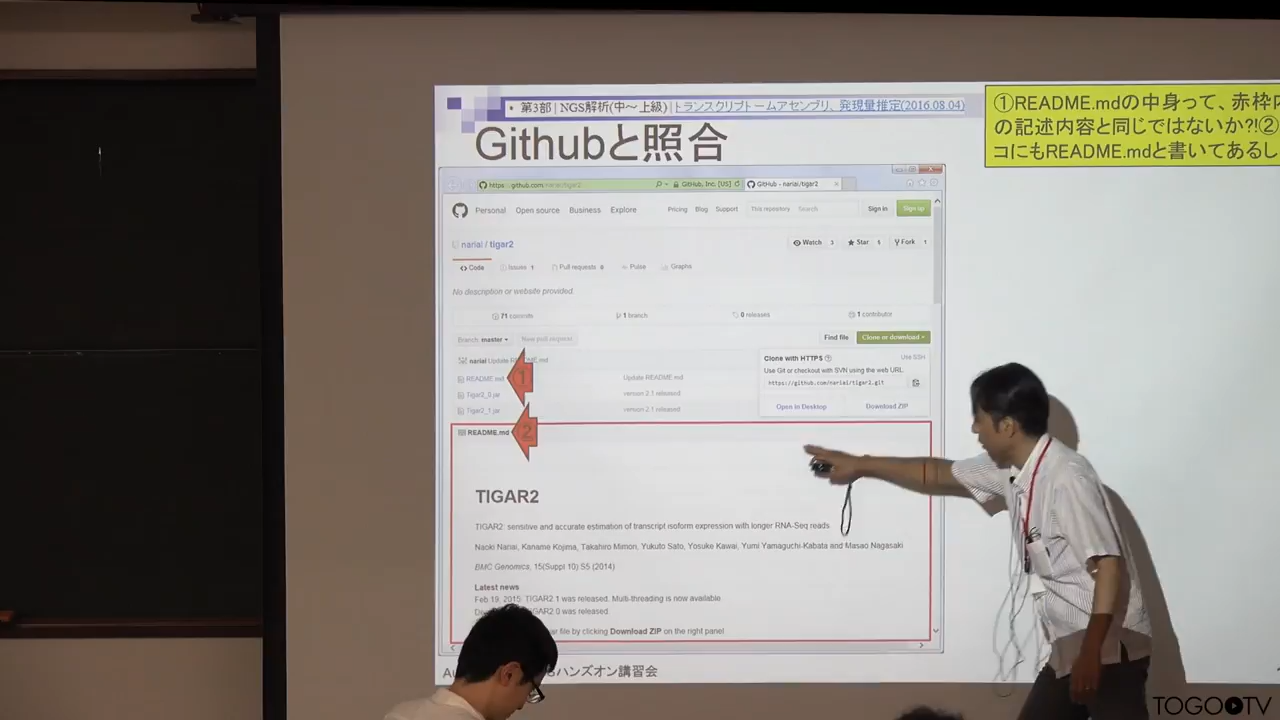 • 第3部 | NGS解析(中～上級) | トランスクリプトームアセンブリ、発現量推定(2016.08.04)
Githubと照合
①README.mdの中身って、赤枠内
の記述内容と同じではないか?!②
コにもREADME.mdと書いてあるし
https://github.com/nariai/tigar2
GitHub, Inc. [US]
GitHub - nariai/tigar2
Personal Open source Business Explore Pricing Blog Support This repository Search Sign in Sign up
nariai / tigar2
Watch 3 Star 5 Fork 1
Code Issues 1 Pull requests 0 Pulse Graphs
No description or website provided.
71 commits 1 branch 0 releases 1 contributor
Branch: master New pull request Find file Clone or download
nariai Update README.md
README.md Update README.md
Tigar2_0.jar version 2.1 released
Tigar2_1.jar version 2.1 released
Clone with HTTPS Use SSH
Use Git or checkout with SVN using the web URL.
https://github.com/nariai/tigar2.git
Open in Desktop Download ZIP
1
2
README.md
TIGAR2
TIGAR2: sensitive and accurate estimation of transcript isoform expression with longer RNA-Seq reads
Naoki Nariai, Kaname Kojima, Takahiro Mimori, Yukuto Sato, Yosuke Kawai, Yumi Yamaguchi-Kabata and Masao Nagasaki
BMC Genomics, 15(Suppl 10):S5 (2014)
Latest news
Feb 19, 2015: TIGAR2.1 was released. Multi-threading is now available.
TIGAR2.0 was released.
file by clicking Download ZIP on the right panel
ハンズオン講習会
TOGOTV